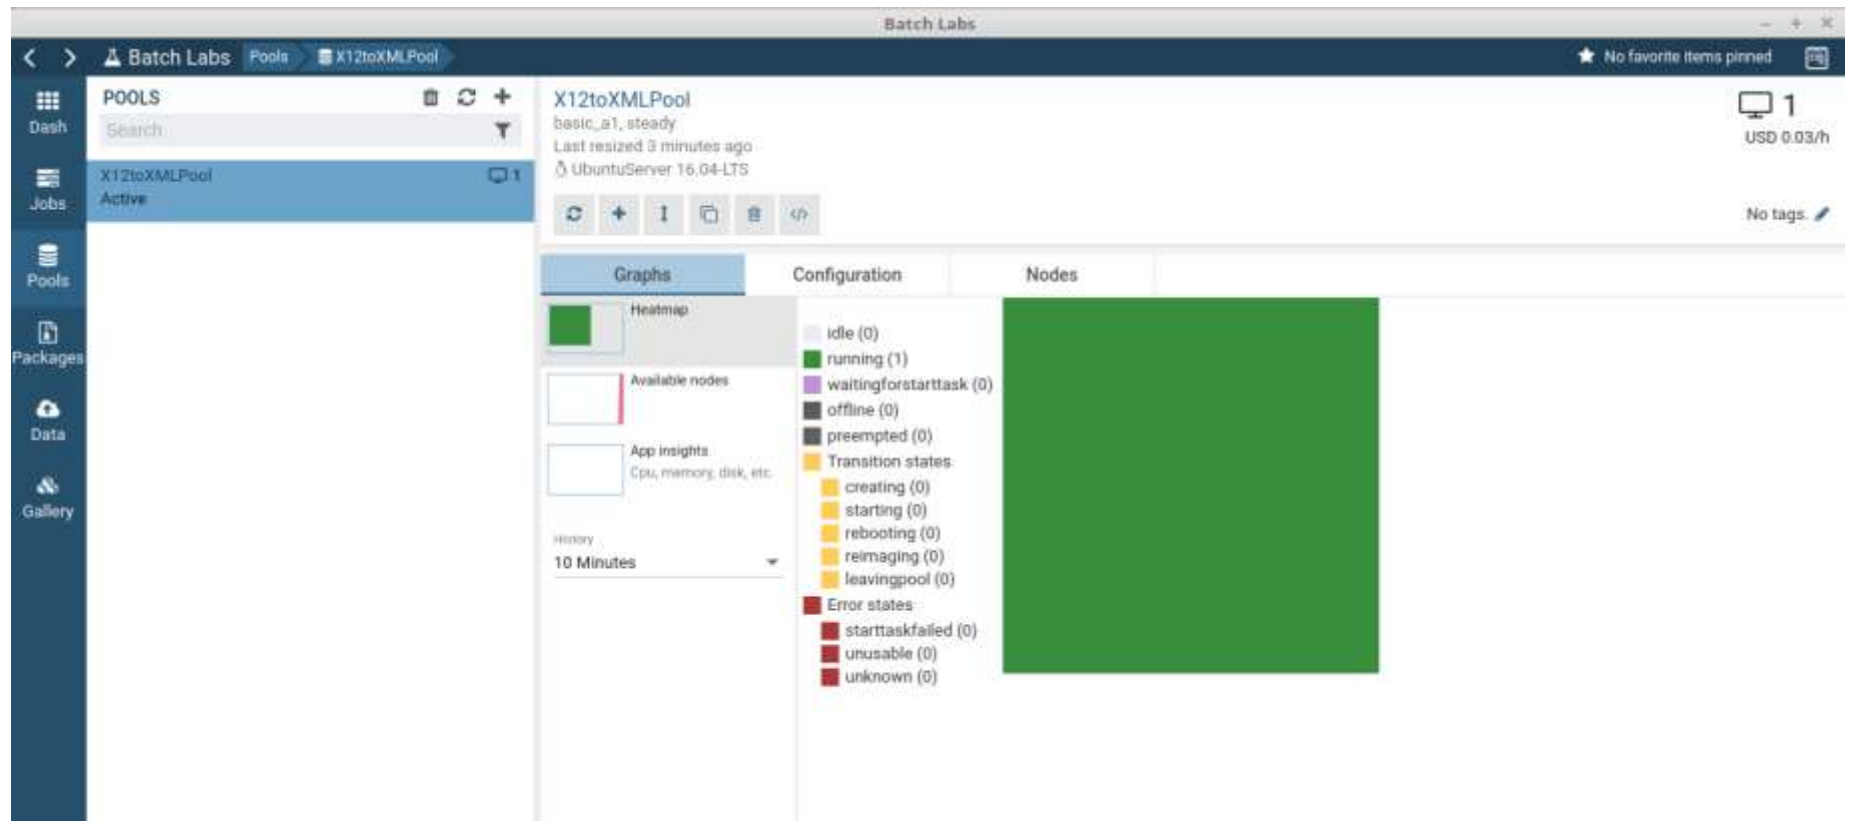 Batch Labs
Batch Labs Pools X12toXMLPool
No favorite items pinned
Dash
Jobs
Pools
Packages
Data
Gallery
POOLS
Search
X12toXMLPool 1
Active
X12toXMLPool
basic_a1, steady
Last resized 3 minutes ago
UbuntuServer 16.04-LTS
1
USD 0.03/h
No tags.
Graphs Configuration Nodes
Heatmap
Available nodes
App insights
Cpu, memory, disk, etc.
History
10 Minutes
idle (0)
running (1)
waitingforstarttask (0)
offline (0)
preempted (0)
Transition states
creating (0)
starting (0)
rebooting (0)
reimaging (0)
leavingpool (0)
Error states
starttaskfailed (0)
unusable (0)
unknown (0)